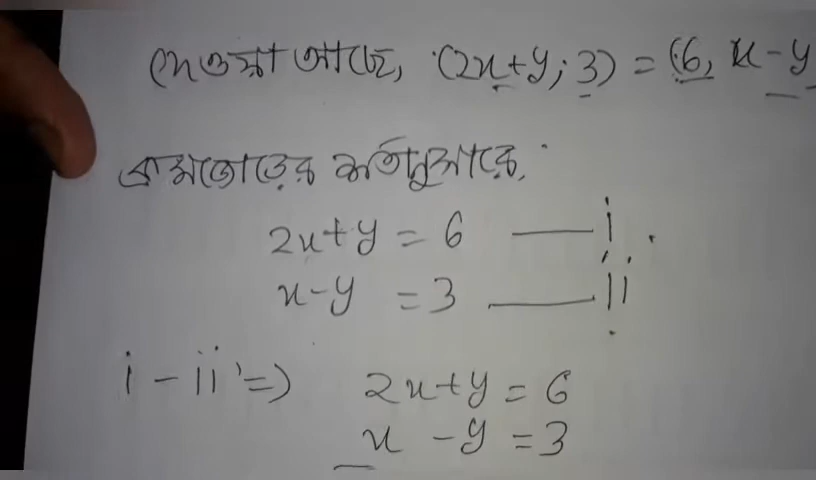 দেওয়া আছে, (2x+y; 3) = (6, x-y
ক্রমজোড়ের শর্তানুসারে,
2x+y = 6 — i
x-y = 3 — ii
i - ii => 2x+y = 6
x -y = 3